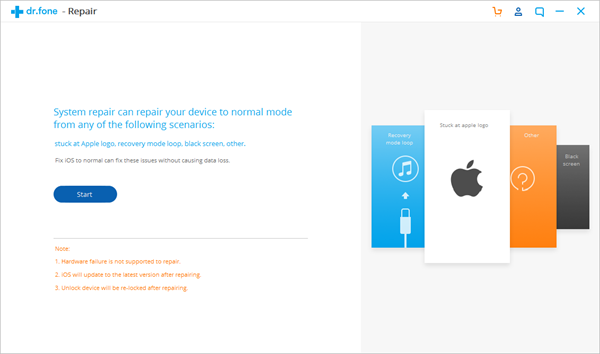 dr.fone - Repair
System repair can repair your device to normal mode
from any of the following scenarios:
stuck at Apple logo, recovery mode loop, black screen, other,
Fix iOS to normal can fix these issues without causing data loss.
Start
Note:
1. Hardware failure is not supported to repair.
2. iOS will update to the latest version after repairing.
3. Unlock device will be re-locked after repairing.
Recovery
mode loop
Stuck at apple logo
Other
Black
screen